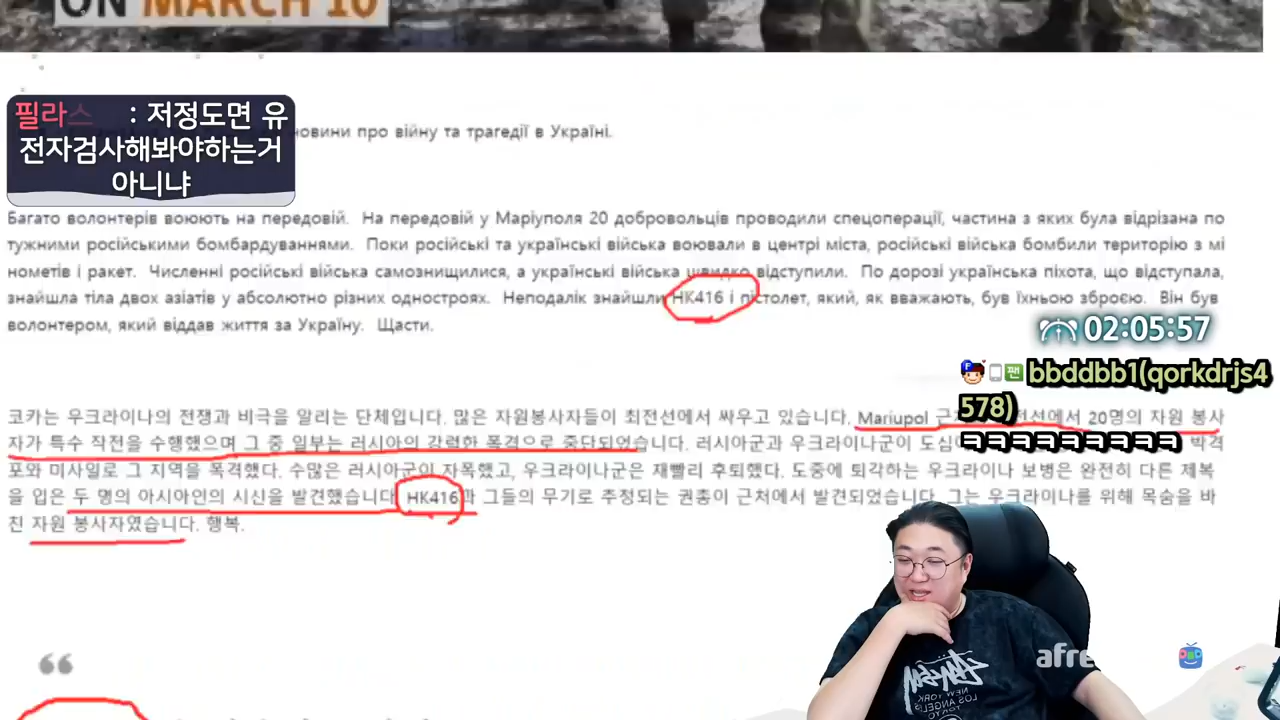 ON MARCH 10
필라스 : 저정도면 유
전자검사해봐야하는거
아니냐
новини про війну та трагедії в Україні.
Багато волонтерів воюють на передовій. На передовій у Маріуполя 20 добровольців проводили спецоперації, частина з яких була відрізана по
тужними російськими бомбардуваннями. Поки російські та українські війська воювали в центрі міста, російські війська бомбили територію з мі
нометів і ракет. Численні російські війська самознищилися, а українські війська швидко відступили. По дорозі українська піхота, що відступала,
знайшла тіла двох азіатів у абсолютно різних одностроях. Неподалік знайшли HK416 і пістолет, який, як вважають, був їхньою зброєю. Він був
волонтером, який віддав життя за Україну. Щасти.
02:05:57
팬 bbddbb1(qorkdrjs4
578)
ㅋㅋㅋㅋㅋㅋㅋㅋㅋ
코카는 우크라이나의 전쟁과 비극을 알리는 단체입니다. 많은 자원봉사자들이 최전선에서 싸우고 있습니다, Mariupol 20명의 자원 봉사
자가 특수 작전을 수행했으며 그 중 일부는 러시아의 강력한 폭격으로 중단되었습니다. 러시아군과 우크라이나군이 박격
포와 미사일로 그 지역을 폭격했다. 수많은 러시아군이 자폭했고, 우크라이나군은 재빨리 후퇴했다. 도중에 퇴각하는 우크라이나 보병은 완전히 다른 제복
을 입은 두 명의 아시아인의 시신을 발견했습니다. HK416과 그들의 무기로 추정되는 권총이 근처에서 발견되었습니다. 그는 우크라이나를 위해 목숨을 바
친 자원 봉사자였습니다. 행복.
NEW YORK
LOS ANGELES
TOKYO
afre